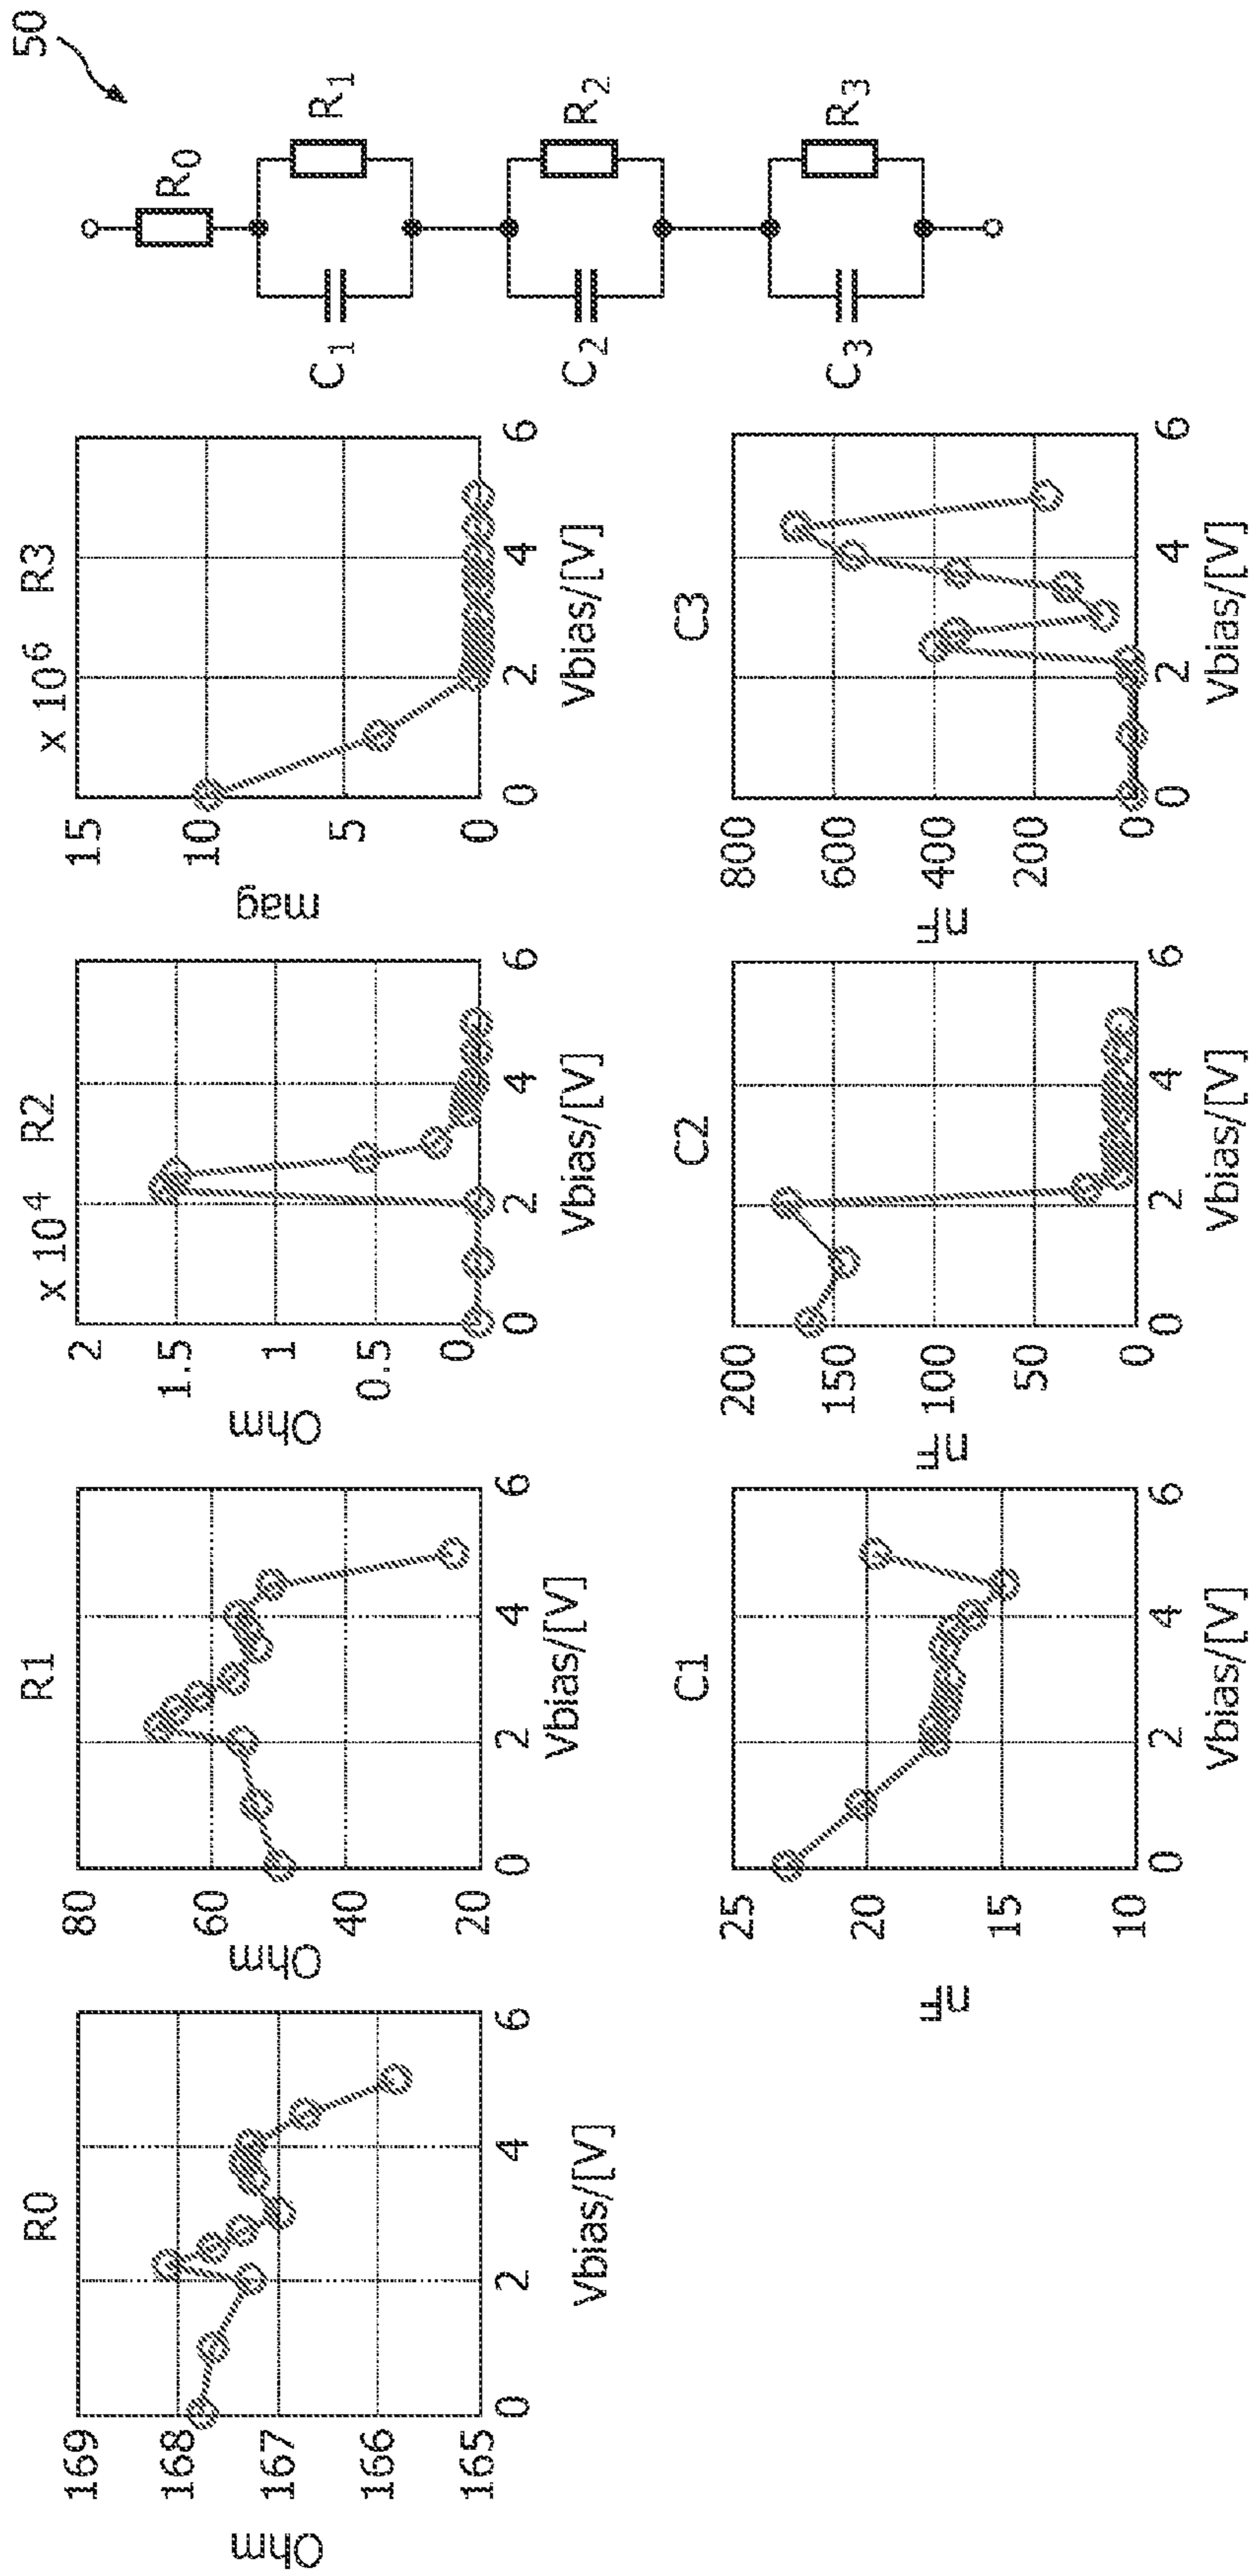 50
R0
Ohm
169
168
167
166
165
0
2
4
6
Vbias/[V]
R1
Ohm
80
60
40
20
0
2
4
6
Vbias/[V]
x 10⁴ R2
Ohm
2
1.5
1
0.5
0
0
2
4
6
Vbias/[V]
x 10⁶ R3
mag
15
10
5
0
0
2
4
6
Vbias/[V]
C1
nF
25
20
15
10
0
2
4
6
Vbias/[V]
C2
nF
200
150
100
50
0
0
2
4
6
Vbias/[V]
C3
nF
800
600
400
200
0
0
2
4
6
Vbias/[V]
R₀
C₁
R₁
C₂
R₂
C₃
R₃